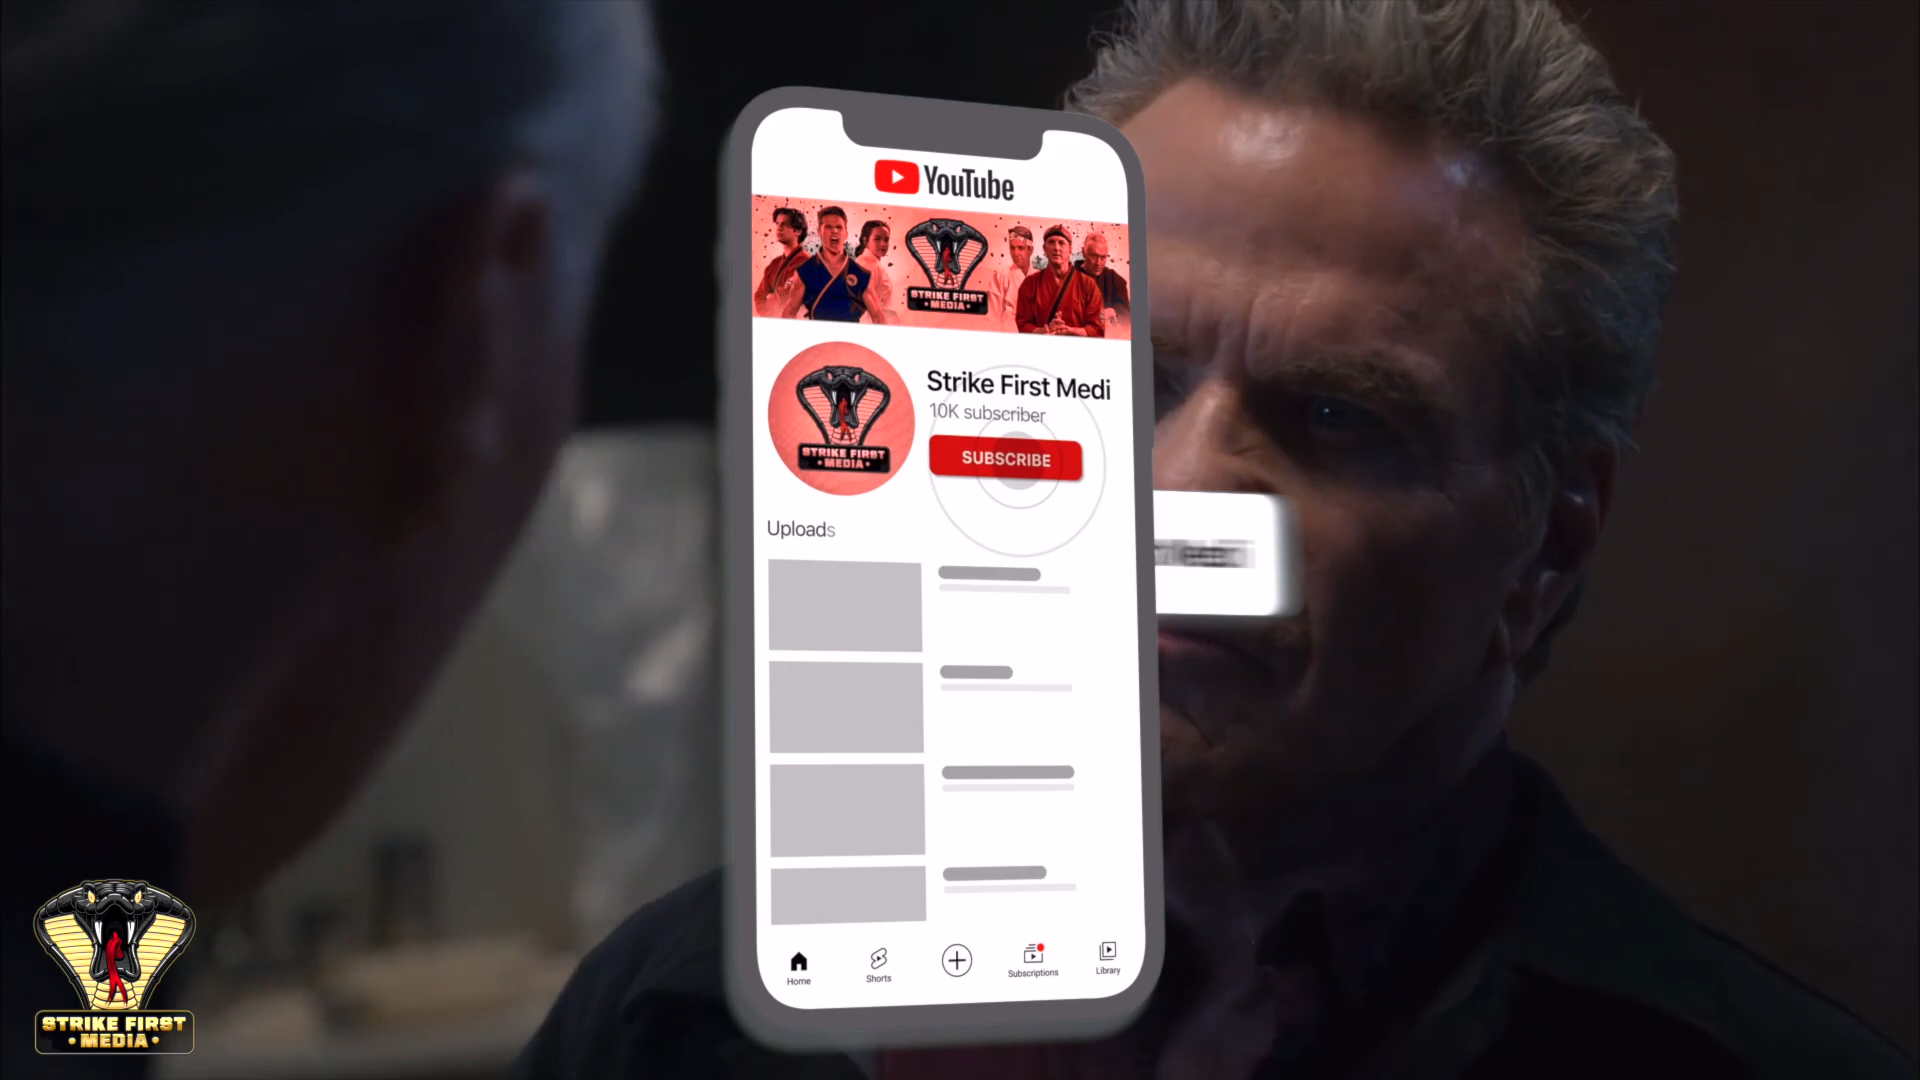 YouTube
STRIKE FIRST
MEDIA
Strike First Medi
10K subscriber
SUBSCRIBE
STRIKE FIRST
MEDIA
Uploads
Home
Shorts
Subscriptions
Library
STRIKE FIRST
MEDIA